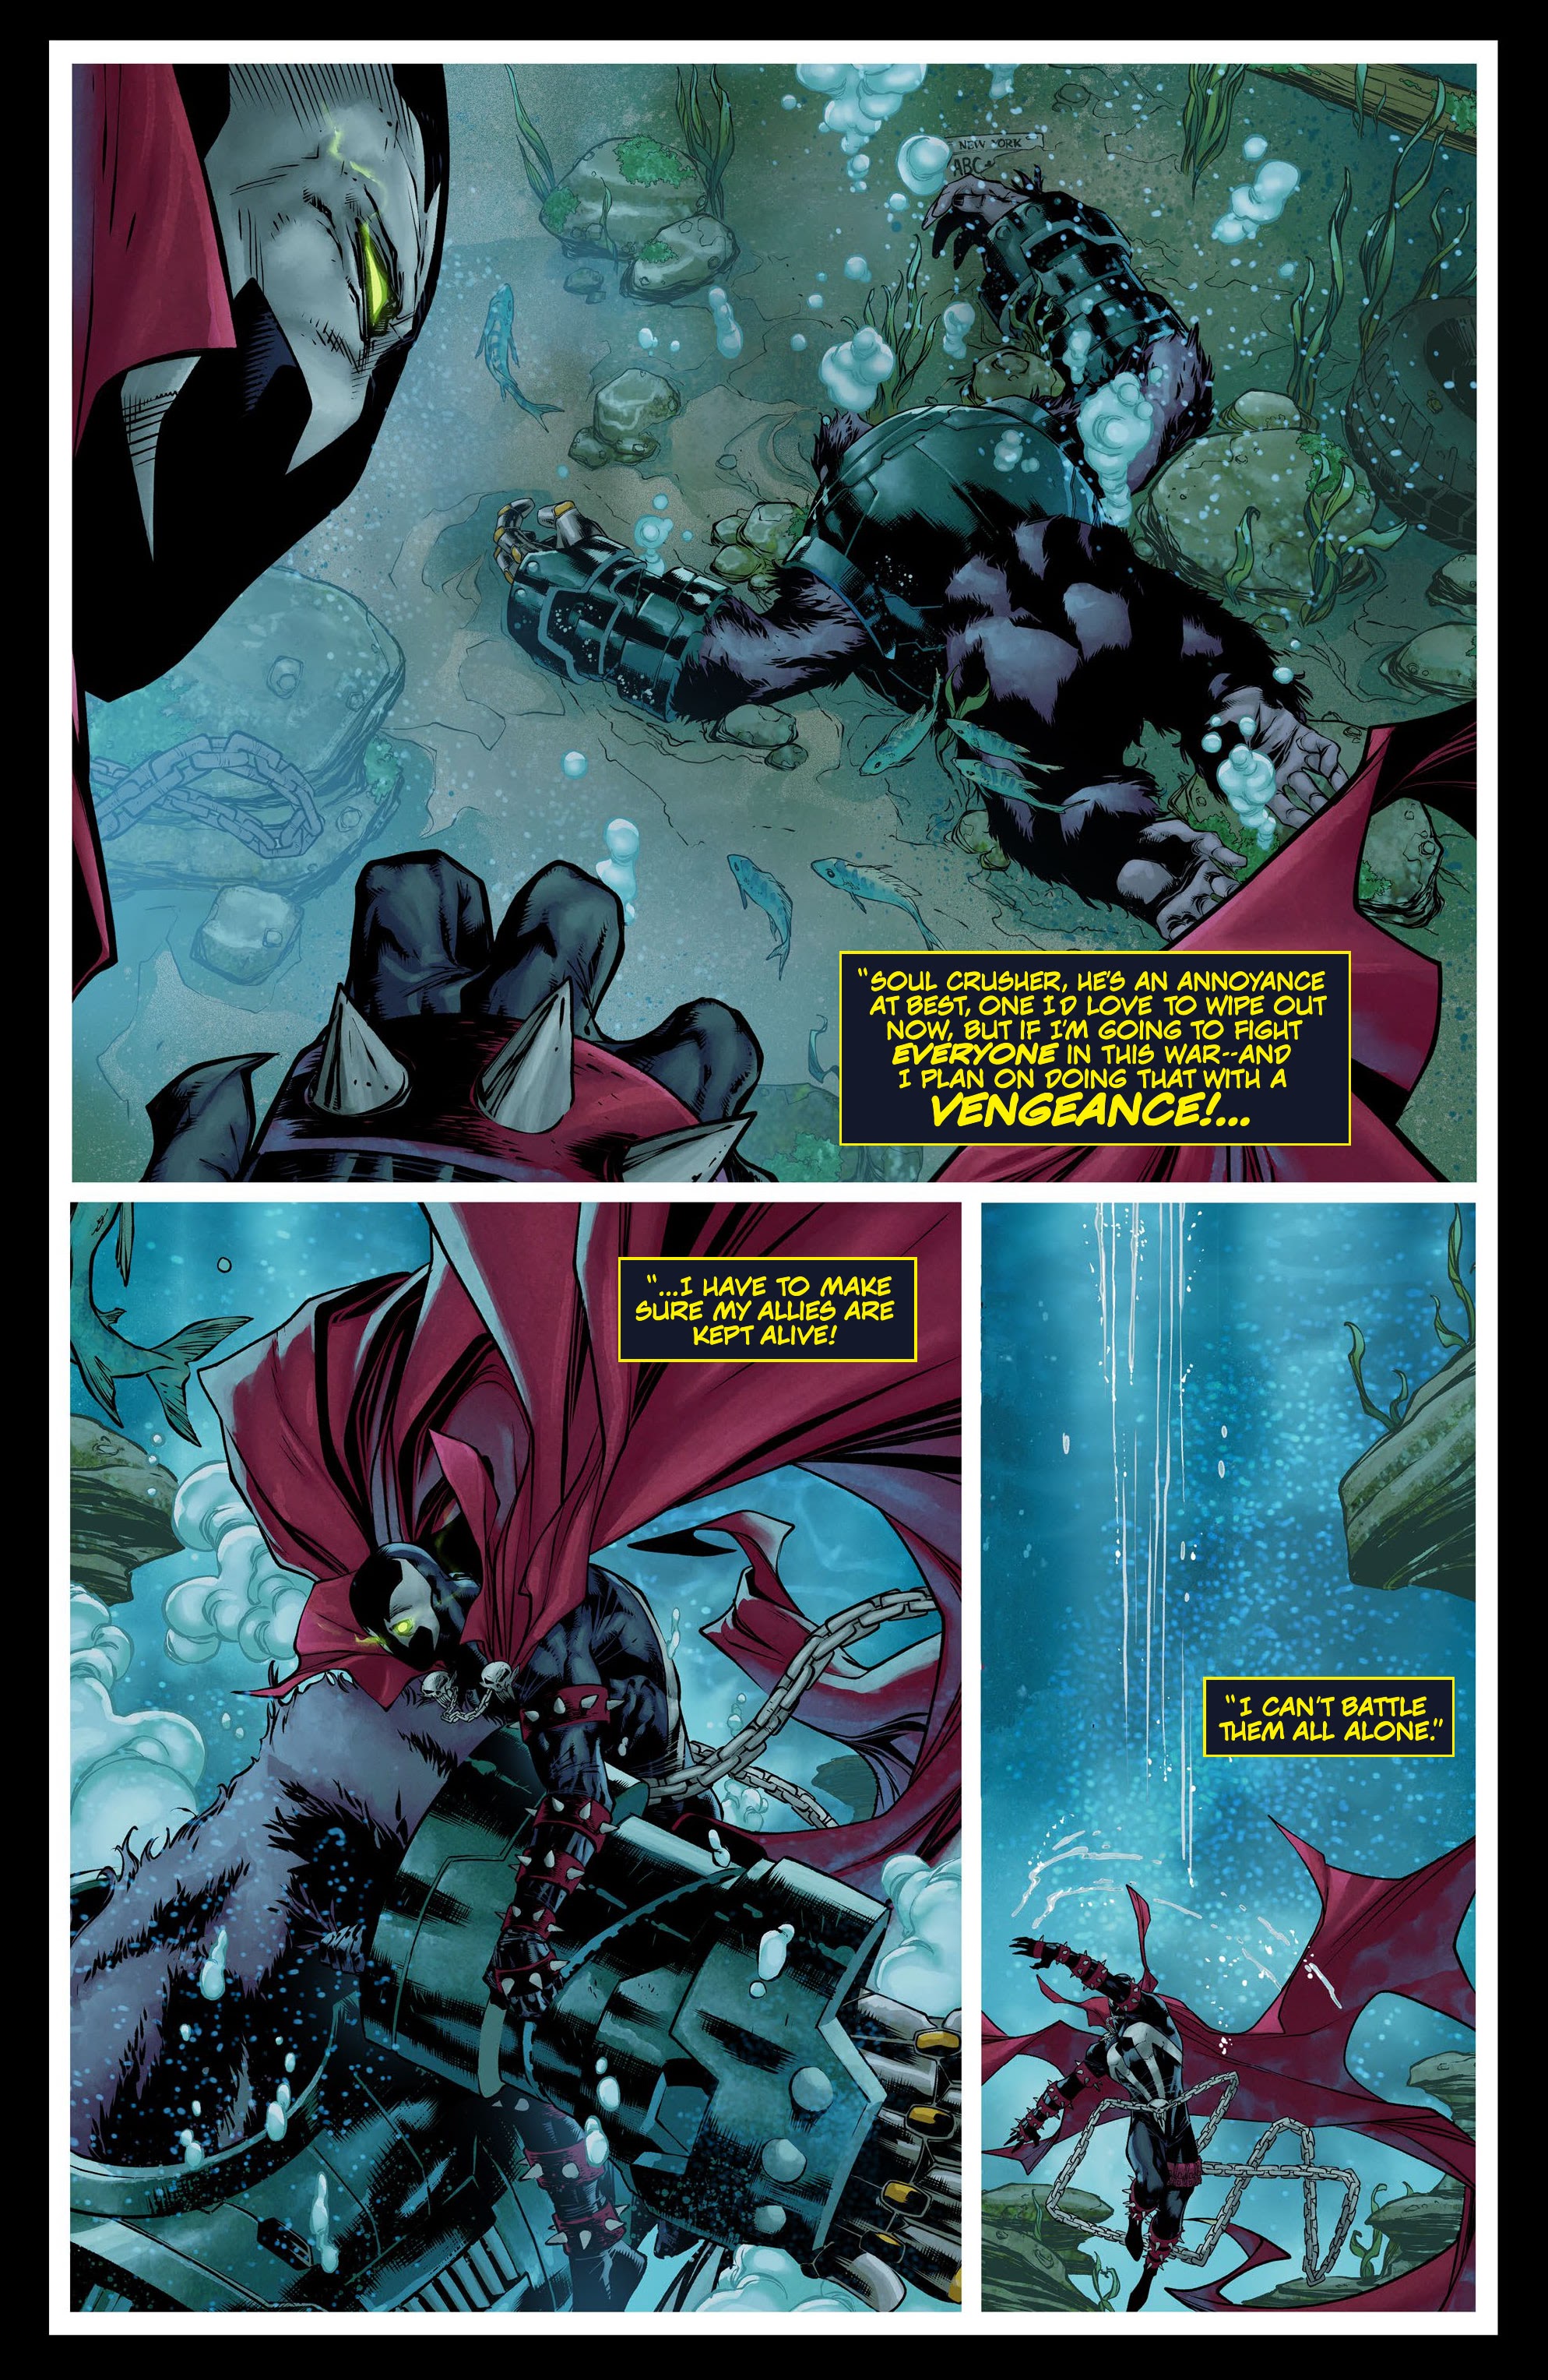 NEW YORK
ABC
"SOUL CRUSHER, HE'S AN ANNOYANCE
AT BEST, ONE I'D LOVE TO WIPE OUT
NOW, BUT IF I'M GOING TO FIGHT
EVERYONE IN THIS WAR--AND
I PLAN ON DOING THAT WITH A
VENGEANCE!...
"...I HAVE TO MAKE
SURE MY ALLIES ARE
KEPT ALIVE!
"I CAN'T BATTLE
THEM ALL ALONE."